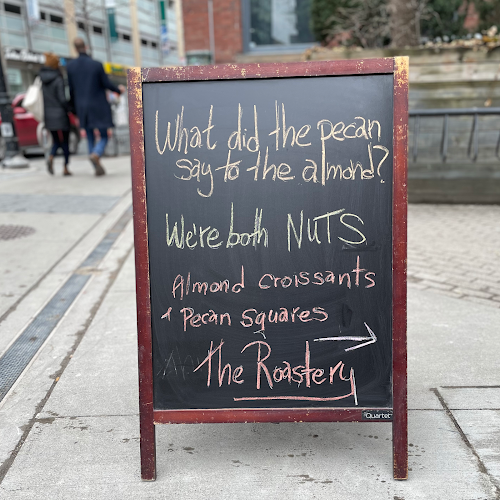 What did the pecan
say to the almond?
We're both NUTS
Almond croissants
+ Pecan squares
The Roastery
Quartet